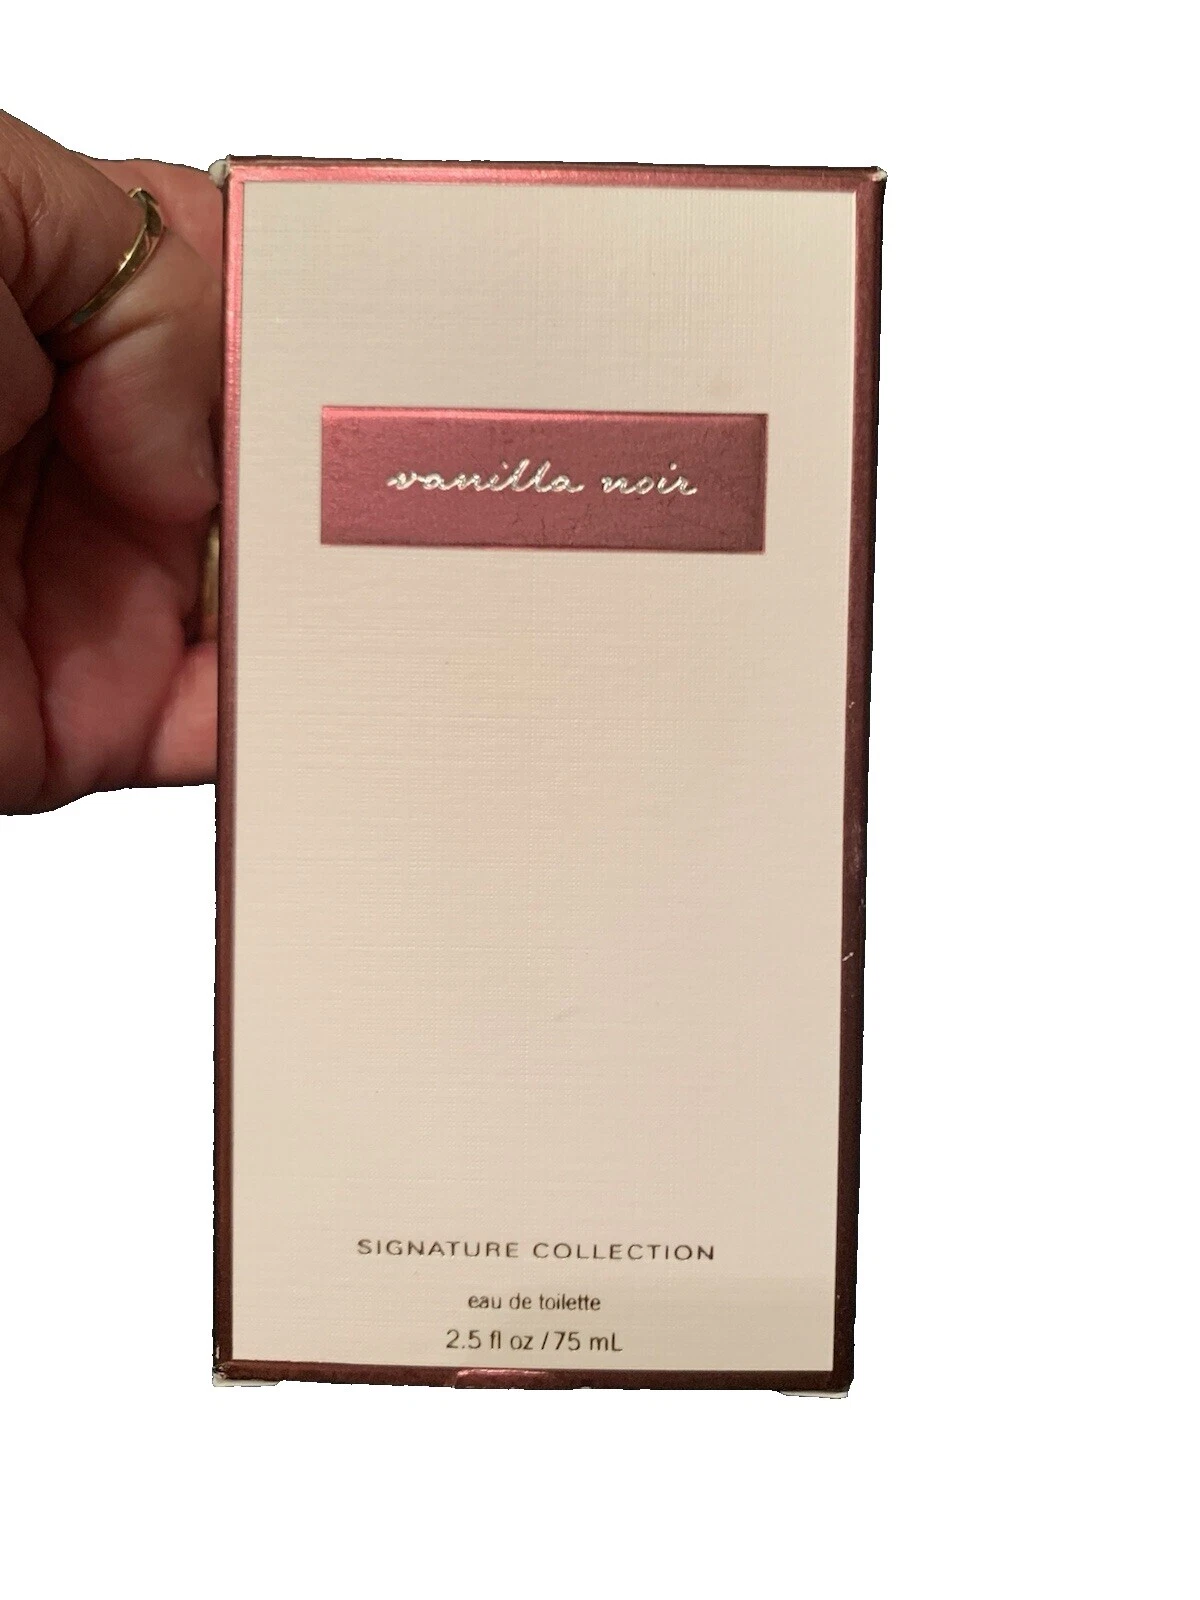 vanilla noir
SIGNATURE COLLECTION
eau de toilette
2.5 fl oz / 75 mL